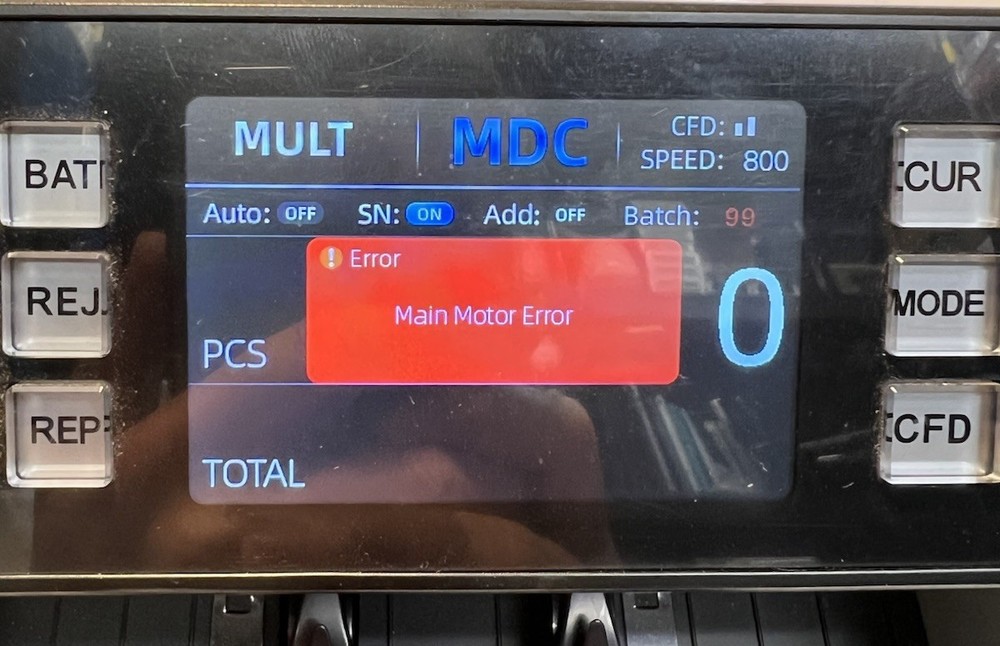 MULT MDC CFD:
SPEED: 800
Auto: OFF SN: ON Add: OFF Batch: 99
Error
Main Motor Error
PCS 0
TOTAL
BAT
REJ
REP
CUR
MODE
CFD